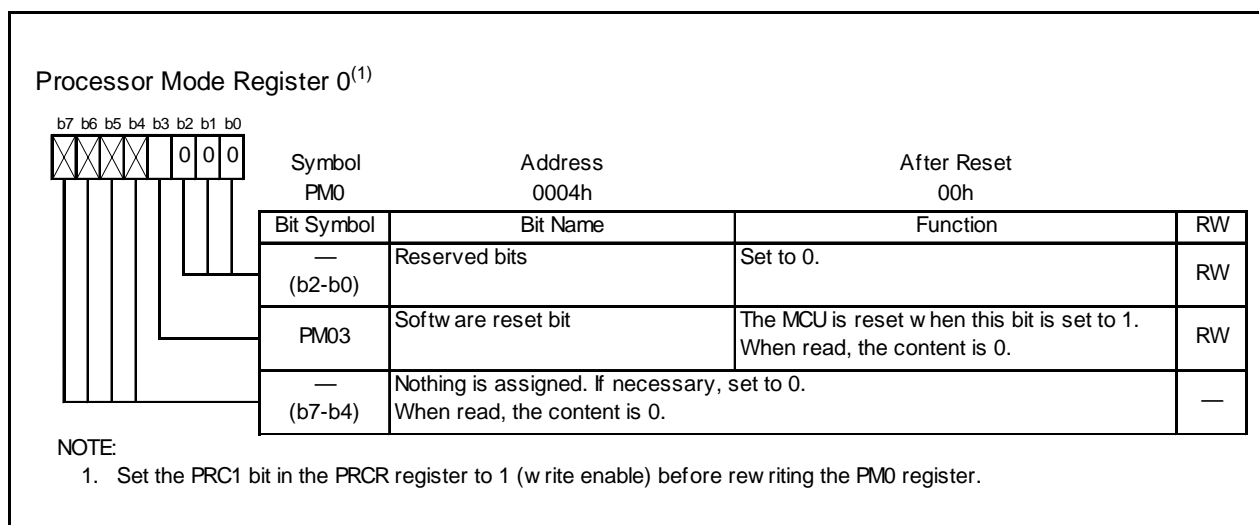 Processor Mode Register 0(1)
b7 b6 b5 b4 b3 b2 b1 b0
0 0 0
Symbol Address After Reset
PM0 0004h 00h
Bit Symbol Bit Name Function RW
— (b2-b0) Reserved bits Set to 0. RW
PM03 Software reset bit The MCU is reset when this bit is set to 1.
When read, the content is 0. RW
— (b7-b4) Nothing is assigned. If necessary, set to 0.
When read, the content is 0. —
NOTE:
1. Set the PRC1 bit in the PRCR register to 1 (write enable) before rewriting the PM0 register.